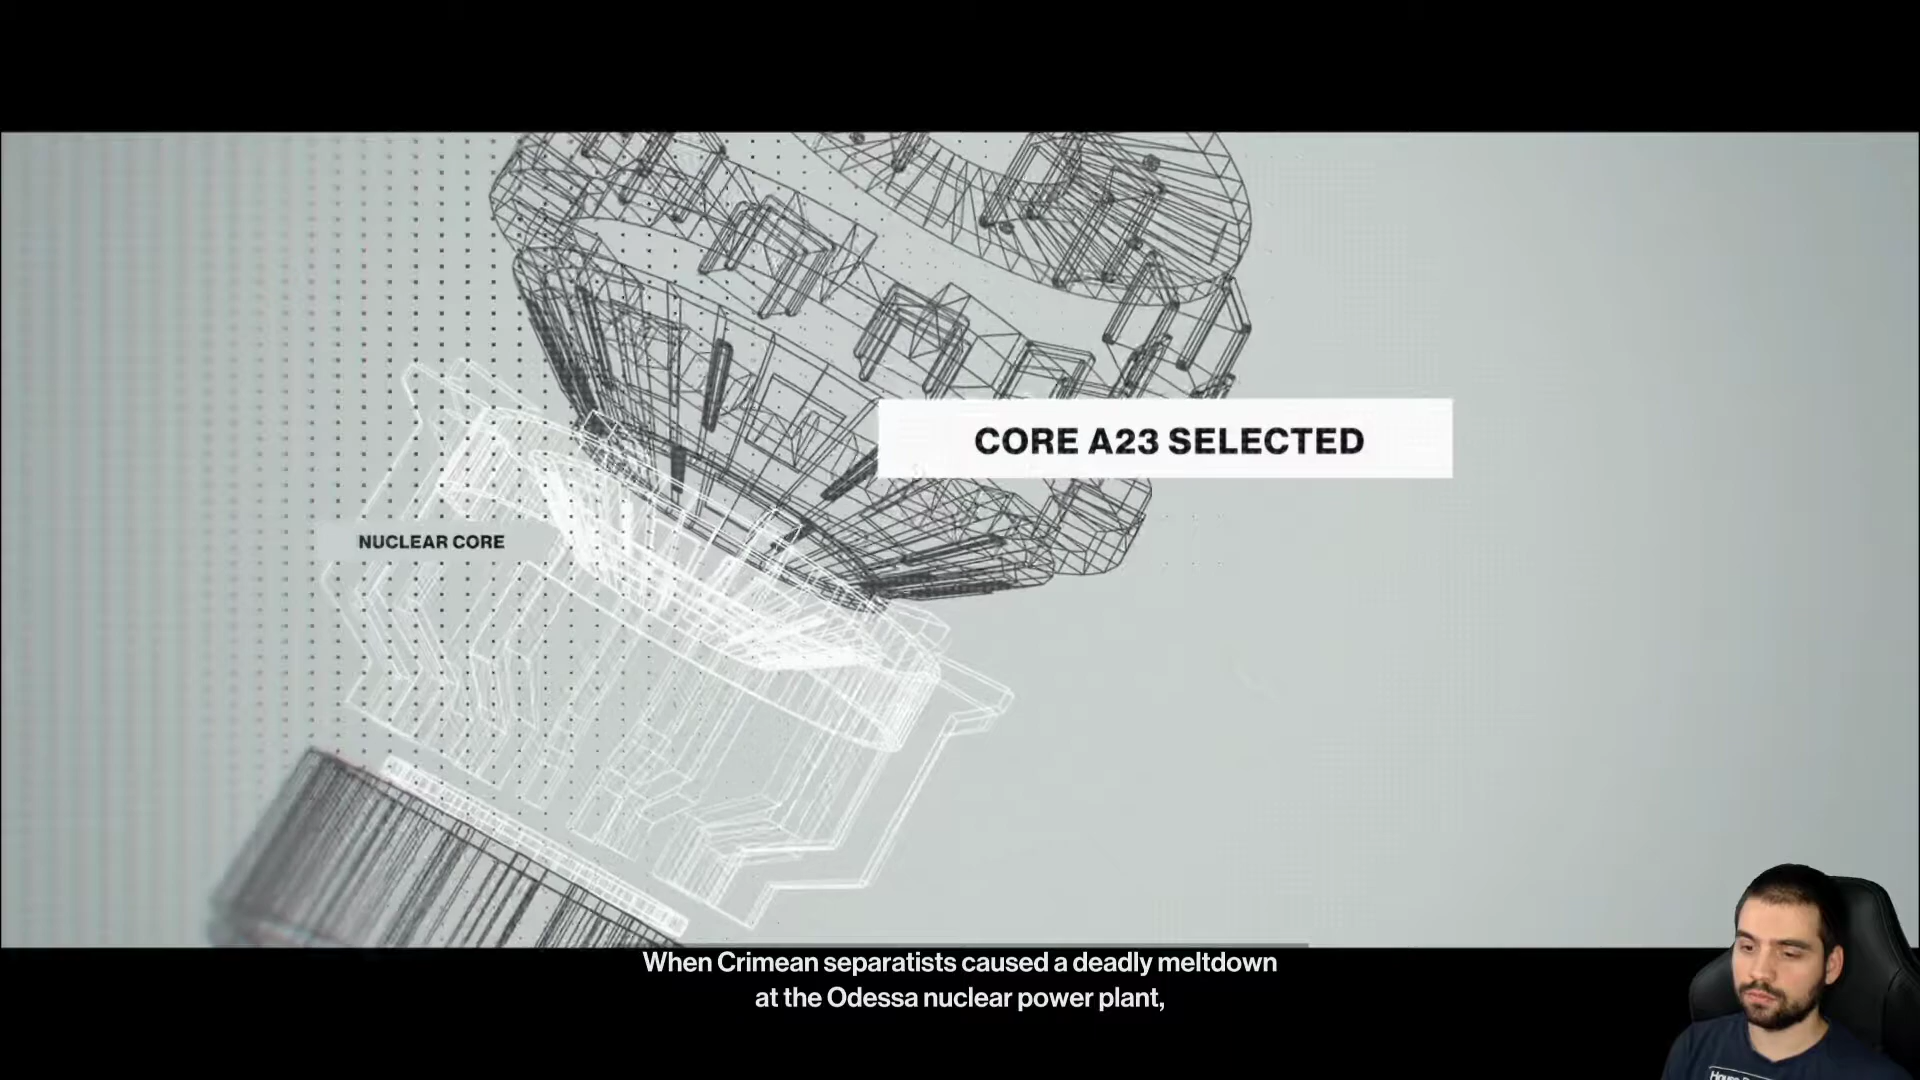 CORE A23 SELECTED
NUCLEAR CORE
When Crimean separatists caused a deadly meltdown
at the Odessa nuclear power plant,